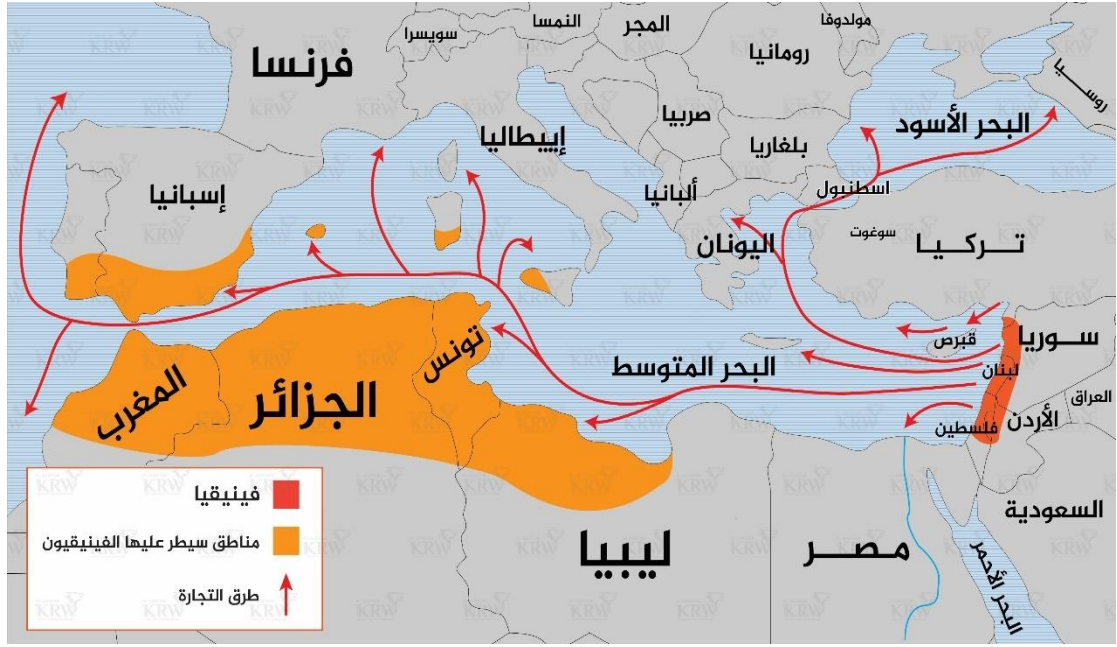 مولدوفا
النمسا
المجر
سويسرا
رومانيا
فرنسا
روسيا
البحر الأسود
إييطاليا
صربيا
بلغاريا
ألبانيا
اسطنبول
إسبانيا
سوغوت
تركيا
اليونان
قبرص
سوريا
تونس
البحر المتوسط
لبنان
العراق
المغرب
الجزائر
الأردن
فلسطين
السعودية
ليبيا
مصر
البحر الأحمر
فينيقيا
مناطق سيطر عليها الفينيقيون
طرق التجارة
KRW